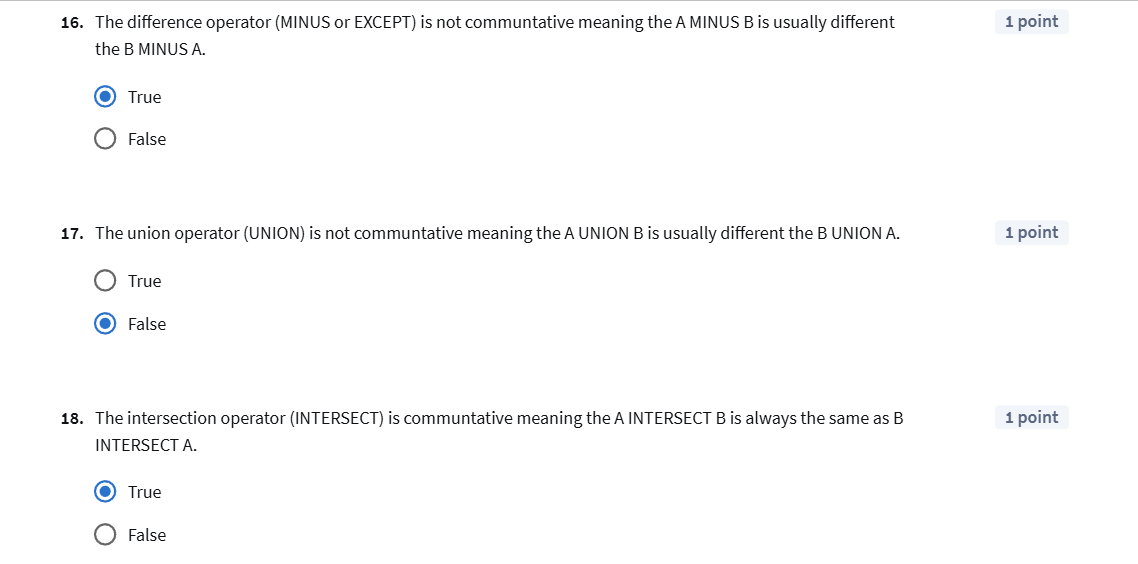 16. The difference operator (MINUS or EXCEPT) is not communtative meaning the A MINUS B is usually different 1 point
the B MINUS A.
True
False
17. The union operator (UNION) is not communtative meaning the A UNION B is usually different the B UNION A. 1 point
True
False
18. The intersection operator (INTERSECT) is communtative meaning the A INTERSECT B is always the same as B 1 point
INTERSECT A.
True
False